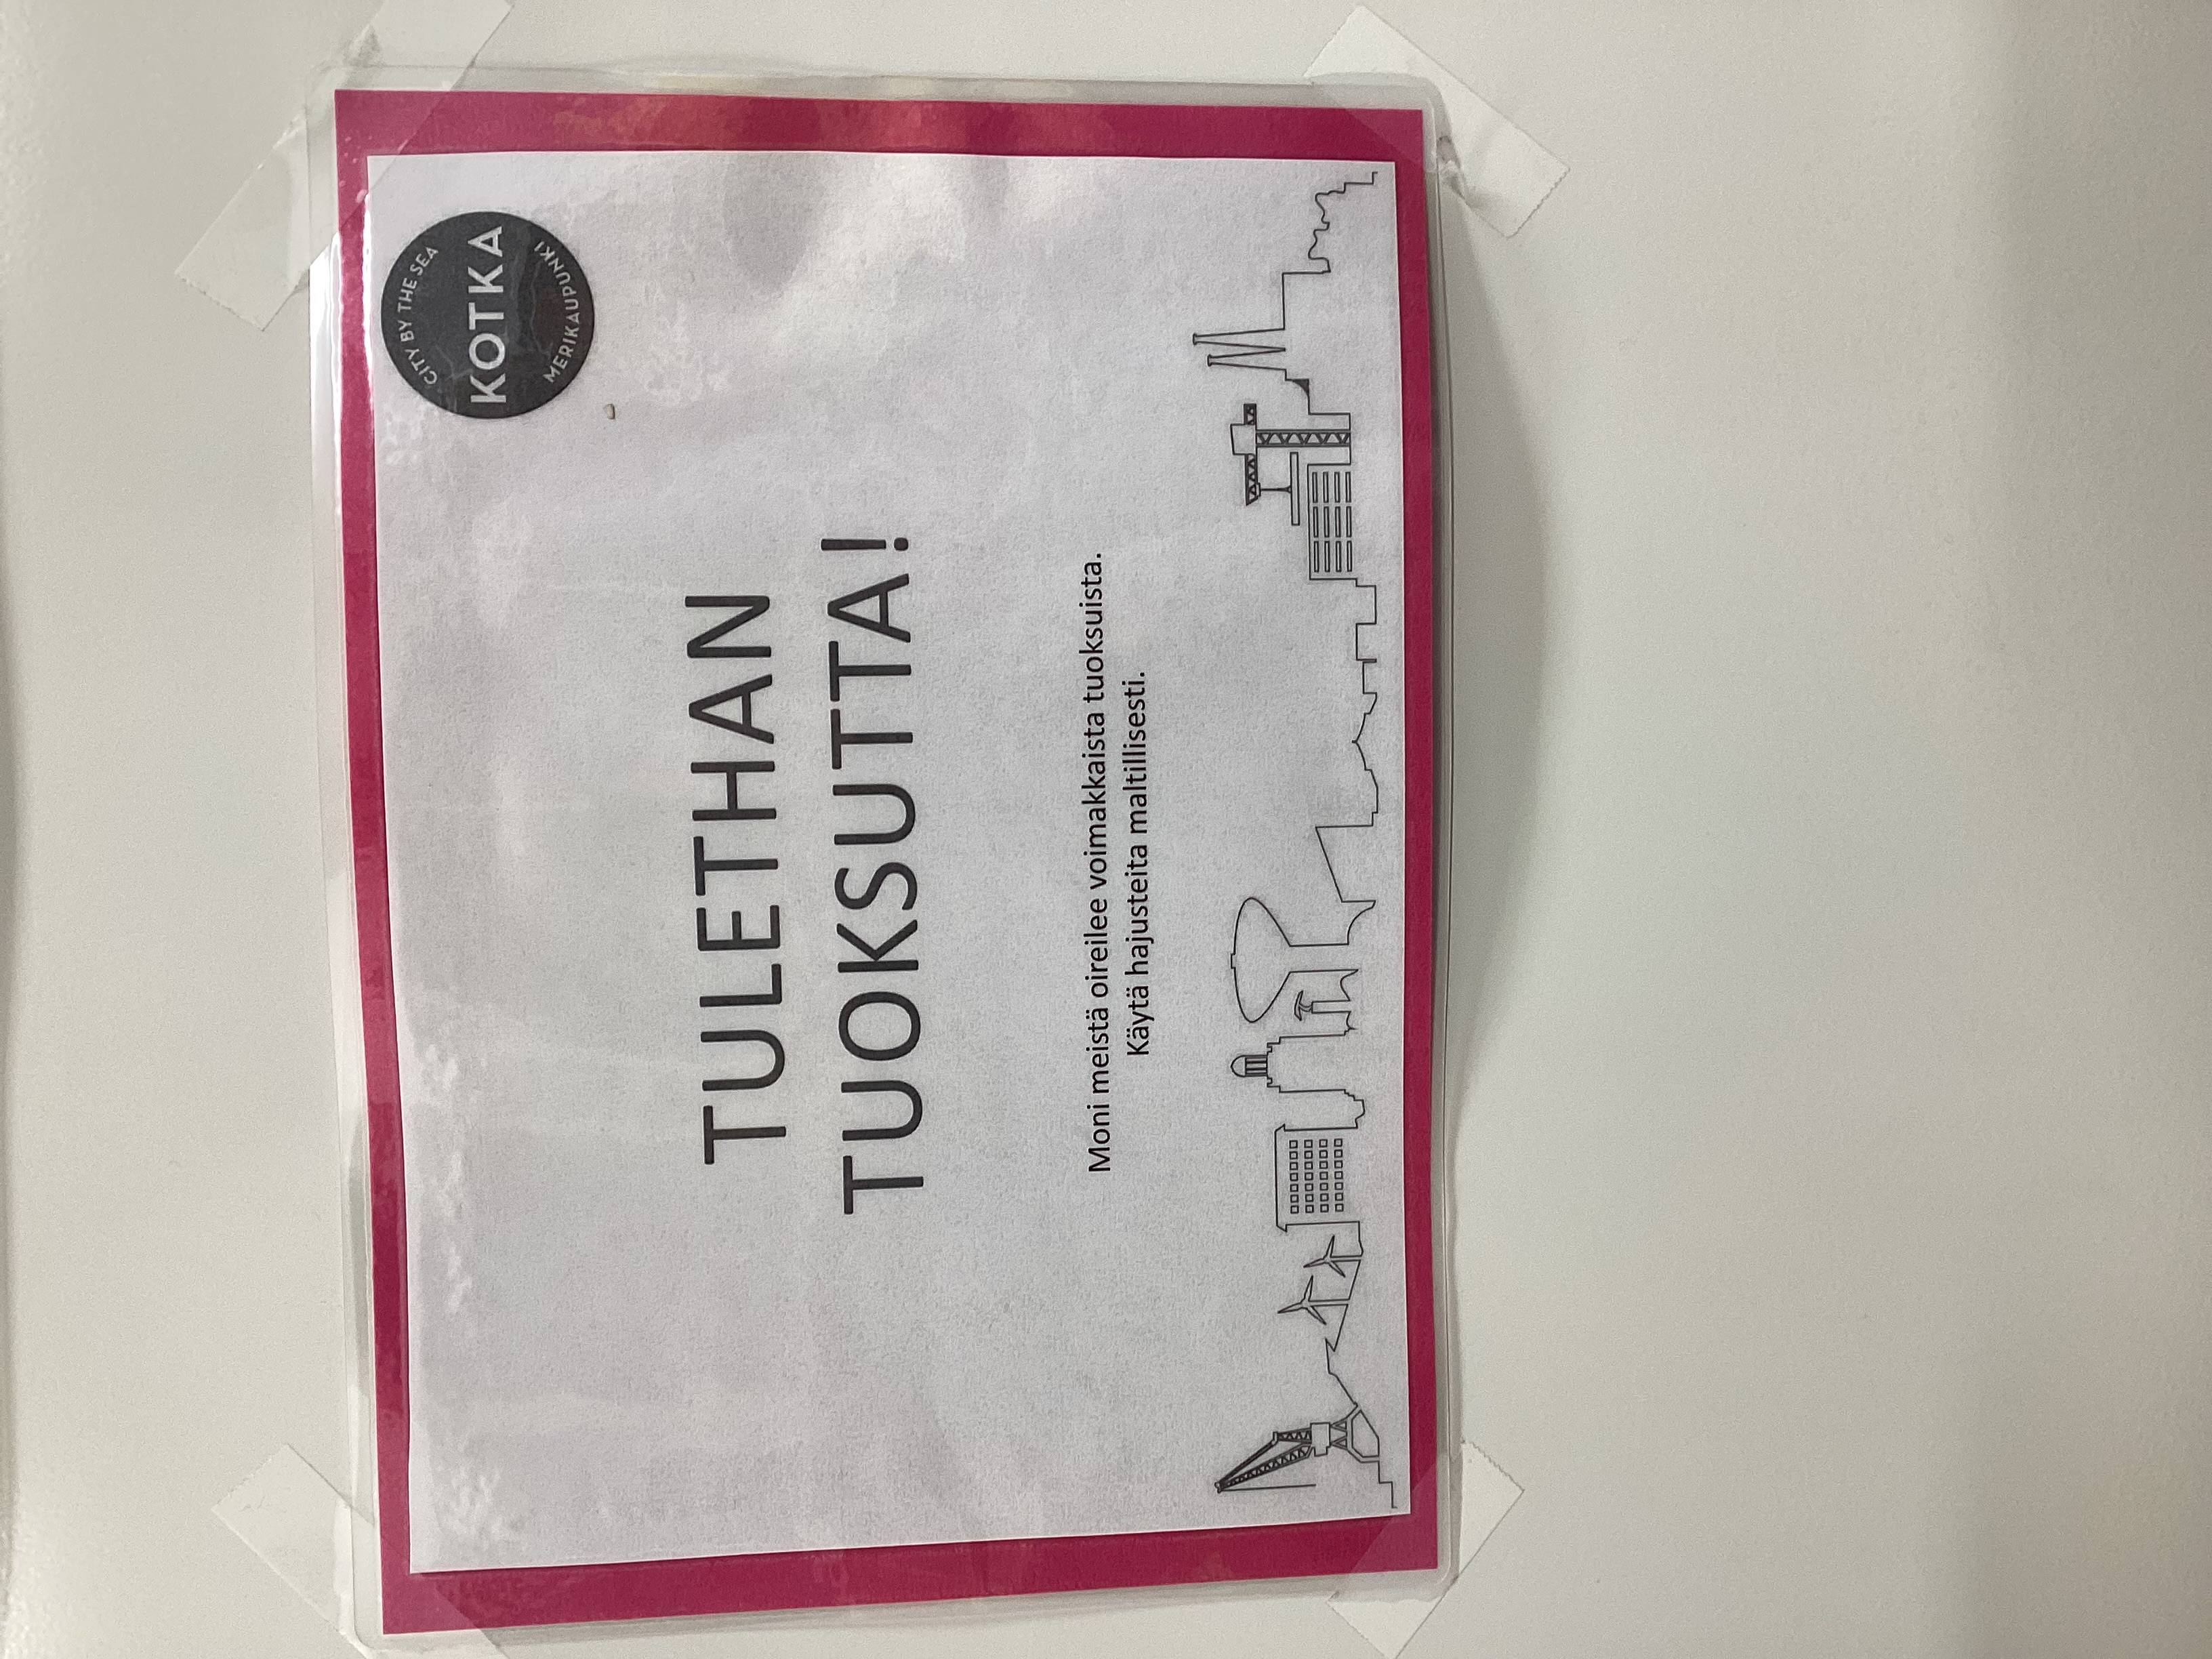 CITY BY THE SEA
KOTKA
MERIKAUPUNKI
TULETHAN
TUOKSUTTA!
Moni meistä oireilee voimakkaista tuoksuista.
Käytä hajusteita maltillisesti.